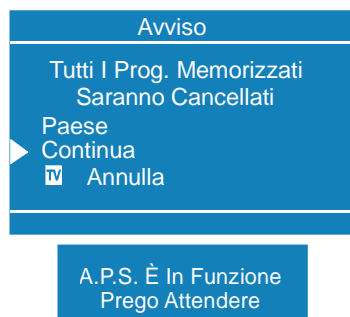 Avviso
Tutti I Prog. Memorizzati
Saranno Cancellati
Paese
Continua
TV Annulla
A.P.S. È In Funzione
Prego Attendere